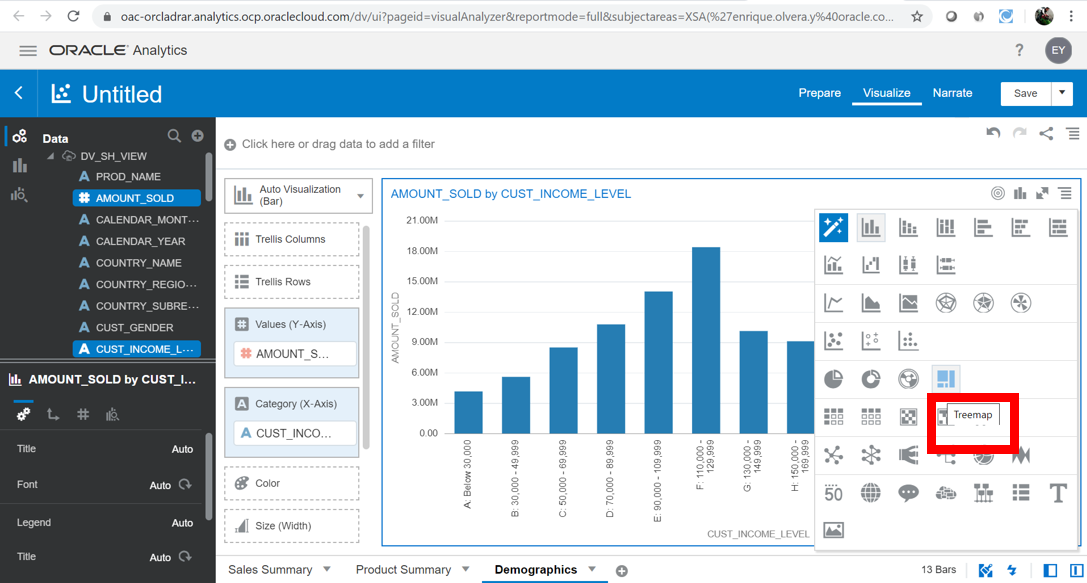 oac-orcladrar.analytics.ocp.oraclecloud.com/dv/ui?pageid=visualAnalyzer&reportmode=full&subjectareas=XSA(%27enrique.olvera.y%40oracle.co...
ORACLE Analytics
?
EY
Untitled
Prepare
Visualize
Narrate
Save
Data
DV_SH_VIEW
A PROD_NAME
# AMOUNT_SOLD
A CALENDAR_MONT...
A CALENDAR_YEAR
A COUNTRY_NAME
A COUNTRY_REGIO...
A COUNTRY_SUBRE...
A CUST_GENDER
A CUST_INCOME_L...
AMOUNT_SOLD by CUST_I...
Title Auto
Font Auto
Legend Auto
Title Auto
Click here or drag data to add a filter
Auto Visualization
(Bar)
Trellis Columns
Trellis Rows
Values (Y-Axis)
# AMOUNT_S...
Category (X-Axis)
A CUST_INCO...
Color
Size (Width)
AMOUNT_SOLD by CUST_INCOME_LEVEL
AMOUNT_SOLD
21.00M
18.00M
15.00M
12.00M
9.00M
6.00M
3.00M
0.00
A: Below 30,000
B: 30,000 - 49,999
C: 50,000 - 69,999
D: 70,000 - 89,999
E: 90,000 - 109,999
F: 110,000 -
129,999
G: 130,000 -
149,999
H: 150,000 -
169,999
CUST_INCOME_LEVEL
Treemap
50
T
Sales Summary
Product Summary
Demographics
13 Bars